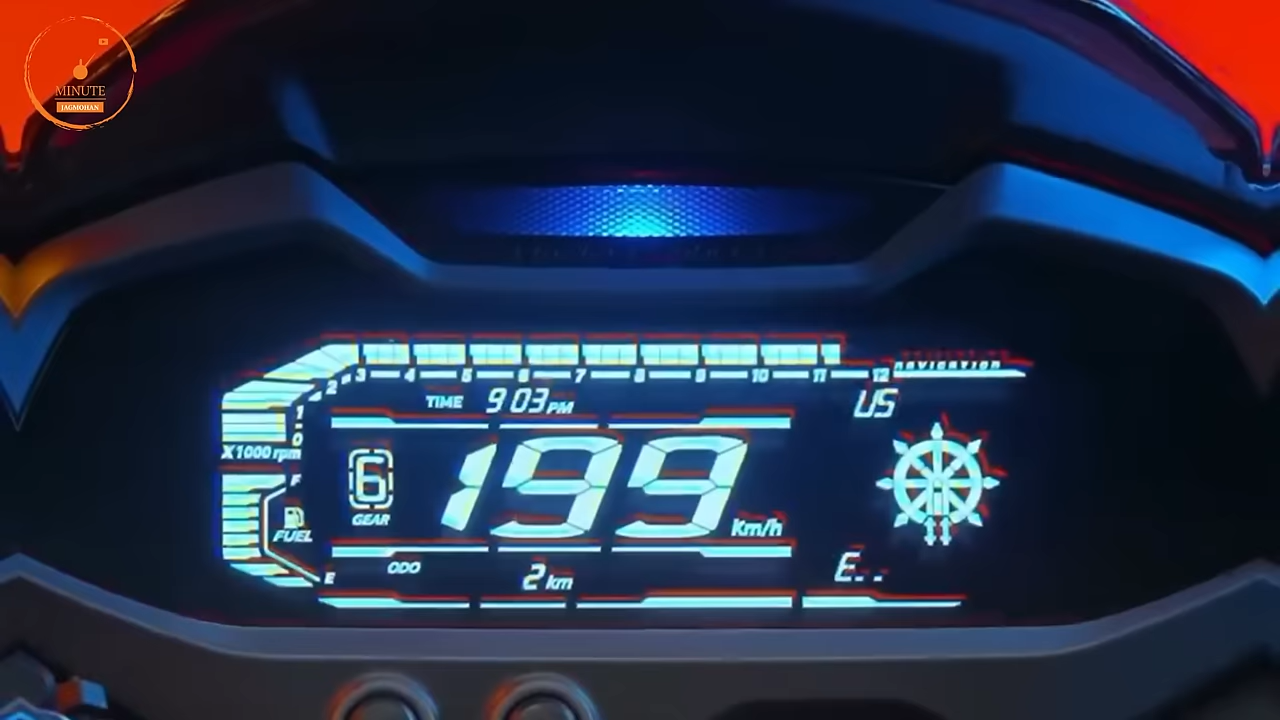 MINUTE
JAGMOHAN
NAVIGATION
3 4 5 6 7 8 9 10 11 12
2
1
0
TIME 9 03 PM
US
X1000 rpm
F
6
GEAR
199
Km/h
FUEL
E
ODO
2 km
E..